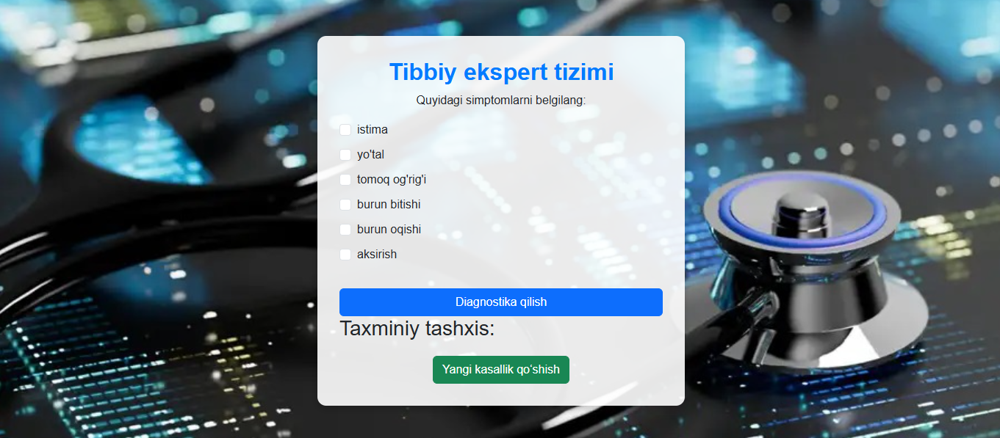 Tibbiy ekspert tizimi
Quyidagi simptomlarni belgilang:
istima
yo'tal
tomoq og'rig'i
burun bitishi
burun oqishi
aksirish
Diagnostika qilish
Taxminiy tashxis:
Yangi kasallik qo‘shish